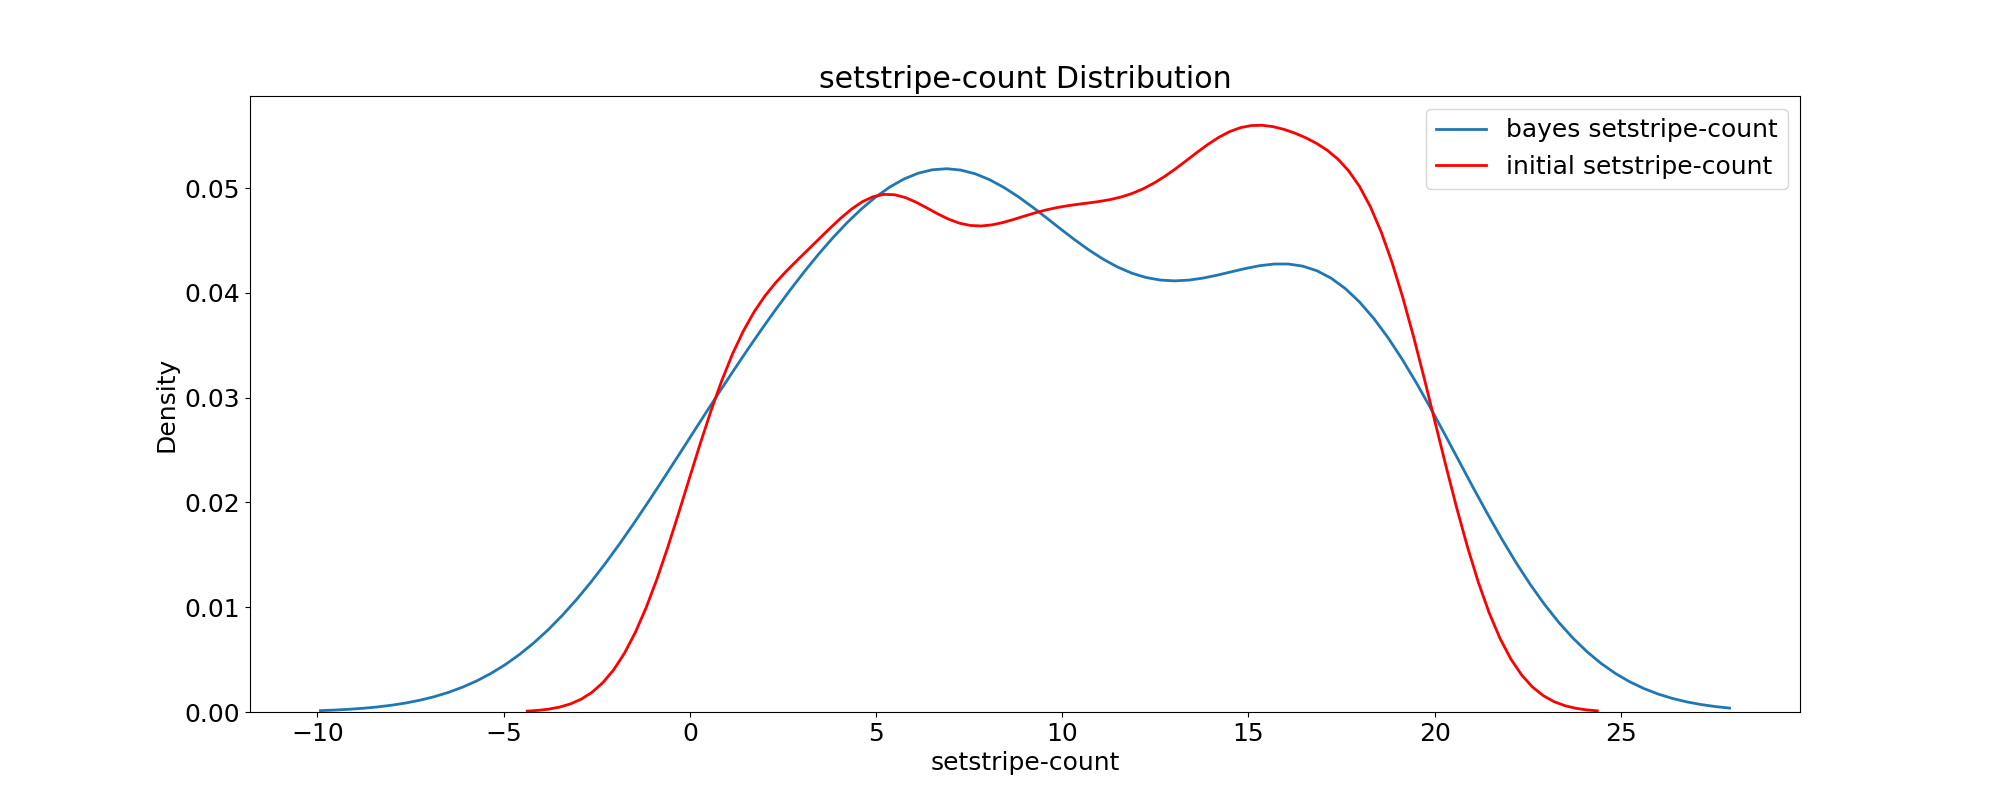 setstripe-count Distribution
bayes setstripe-count
initial setstripe-count
Density
0.05
0.04
0.03
0.02
0.01
0.00
−10
−5
0
5
10
15
20
25
setstripe-count